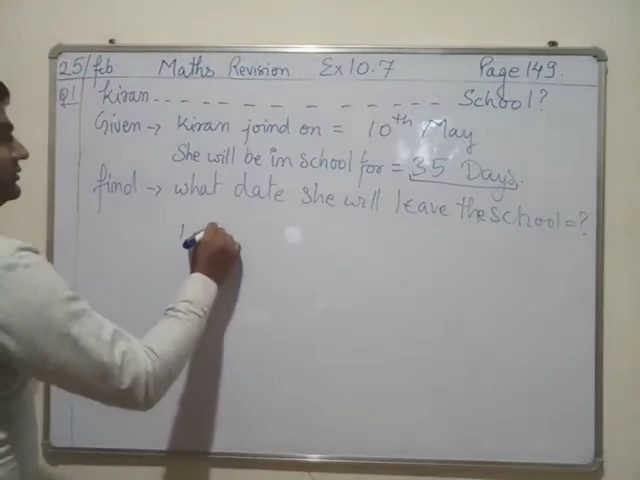 25/feb Maths Revision Ex 10.7 Page 149.
Q1 Kiran. - - - - - - - - - - - - School?
Given → Kiran joind on = 10th May
She will be in school for = 35 Days.
find → what date she will leave the school = ?
1